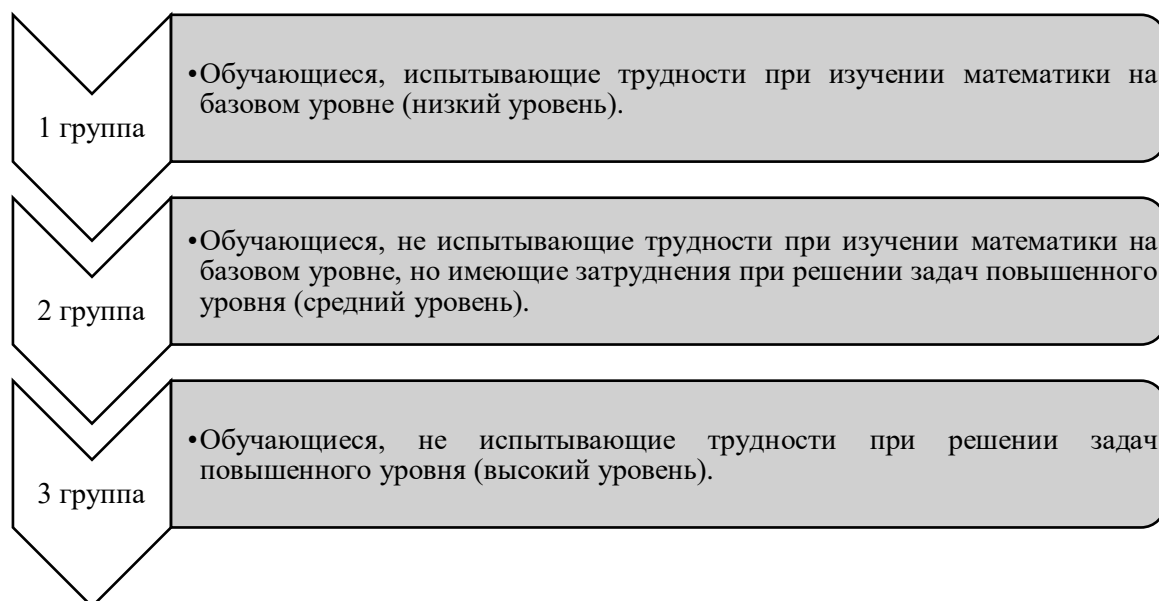 1 группа
•Обучающиеся, испытывающие трудности при изучении математики на
базовом уровне (низкий уровень).
2 группа
•Обучающиеся, не испытывающие трудности при изучении математики на
базовом уровне, но имеющие затруднения при решении задач повышенного
уровня (средний уровень).
3 группа
•Обучающиеся, не испытывающие трудности при решении задач
повышенного уровня (высокий уровень).